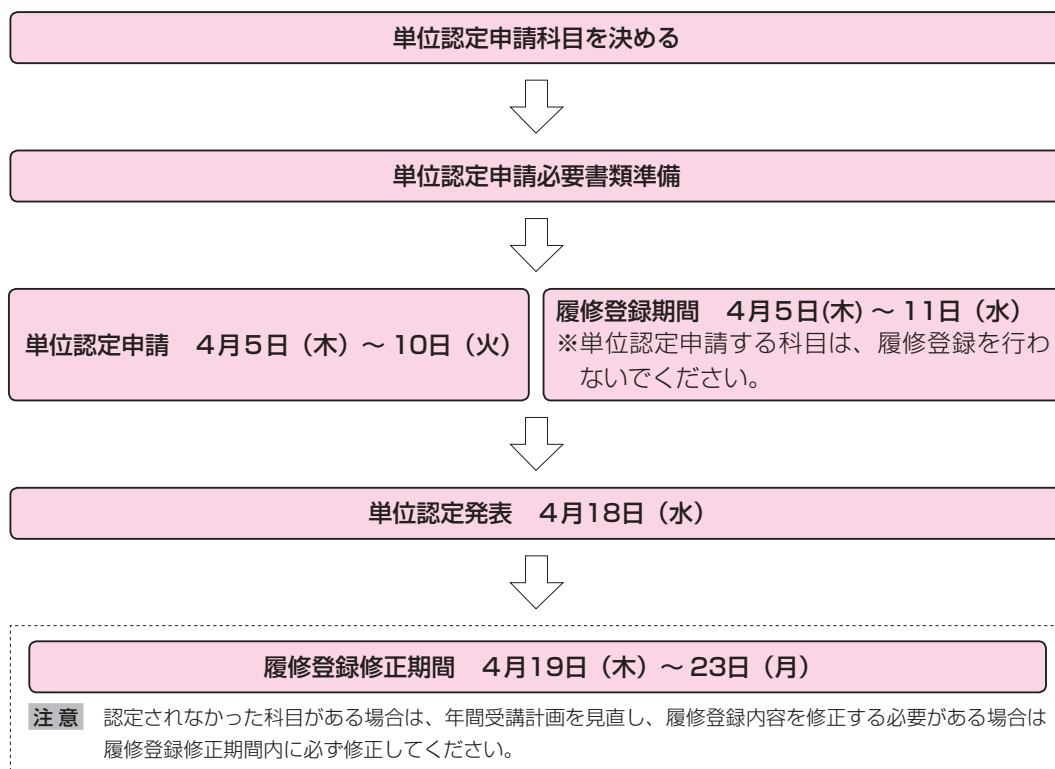 単位認定申請科目を決める
単位認定申請必要書類準備
単位認定申請　4月5日（木）～10日（火）
履修登録期間　4月5日(木)～11日（水）
※単位認定申請する科目は、履修登録を行わ
ないでください。
単位認定発表　4月18日（水）
履修登録修正期間　4月19日（木）～23日（月）
注意　認定されなかった科目がある場合は、年間受講計画を見直し、履修登録内容を修正する必要がある場合は
履修登録修正期間内に必ず修正してください。